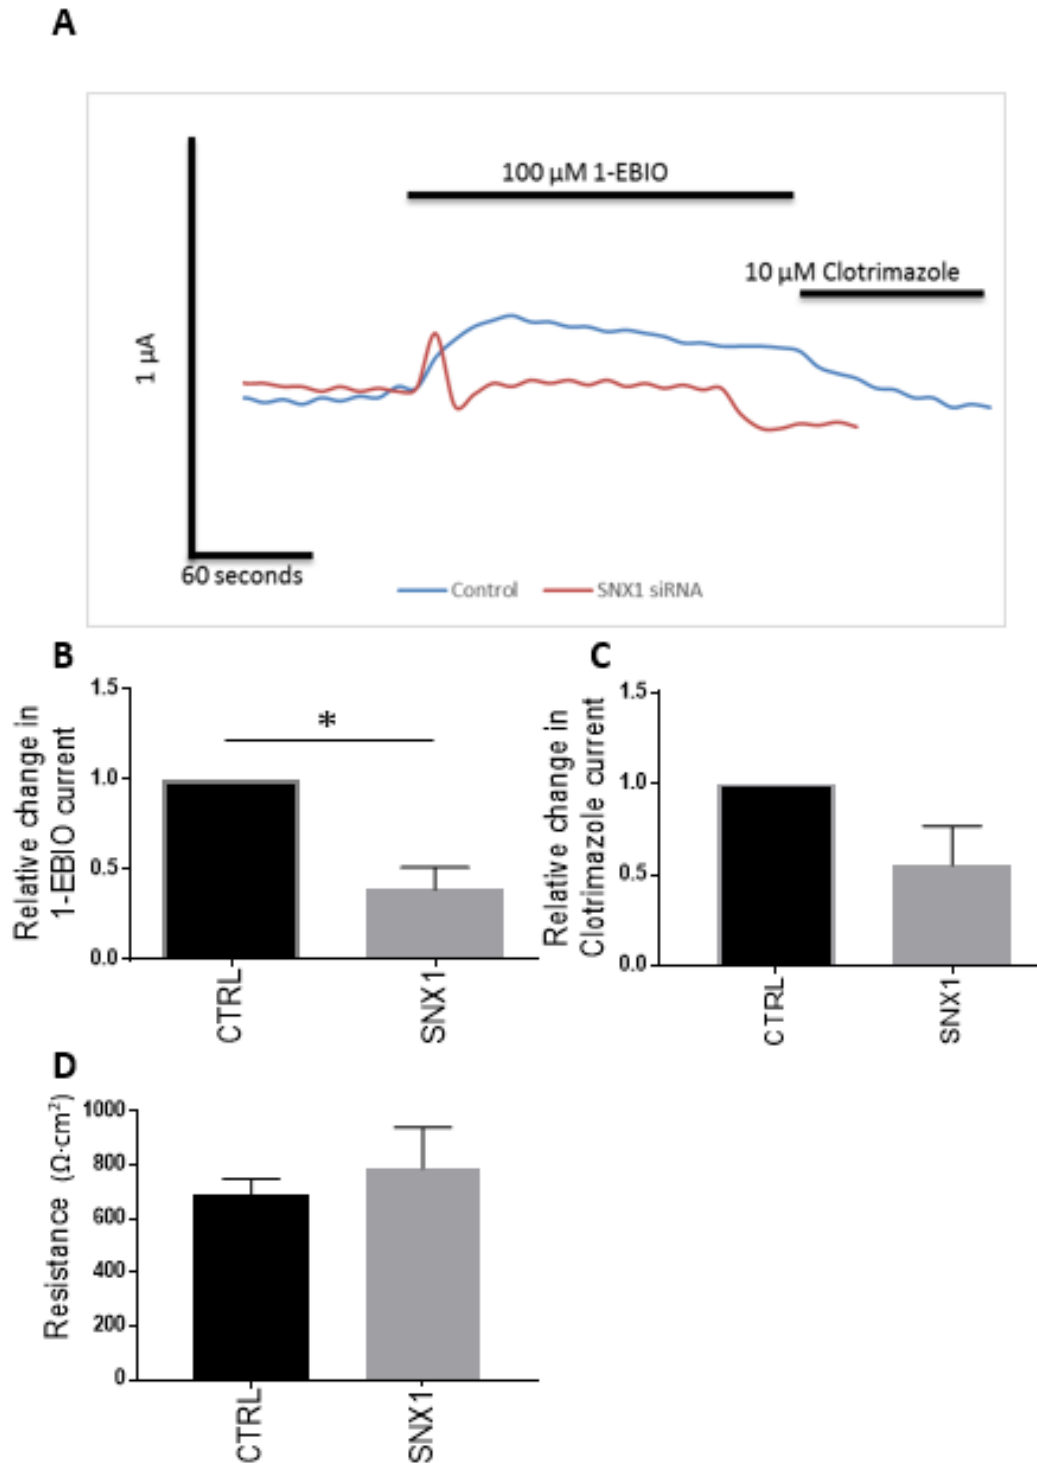 A
100 µM 1-EBIO
10 µM Clotrimazole
1 µA
60 seconds
Control
SNX1 siRNA
B
Relative change in
1-EBIO current
1.5
1.0
0.5
0.0
*
CTRL
SNX1
C
Relative change in
Clotrimazole current
1.5
1.0
0.5
0.0
CTRL
SNX1
D
Resistance (Ω·cm²)
1000
800
600
400
200
0
CTRL
SNX1